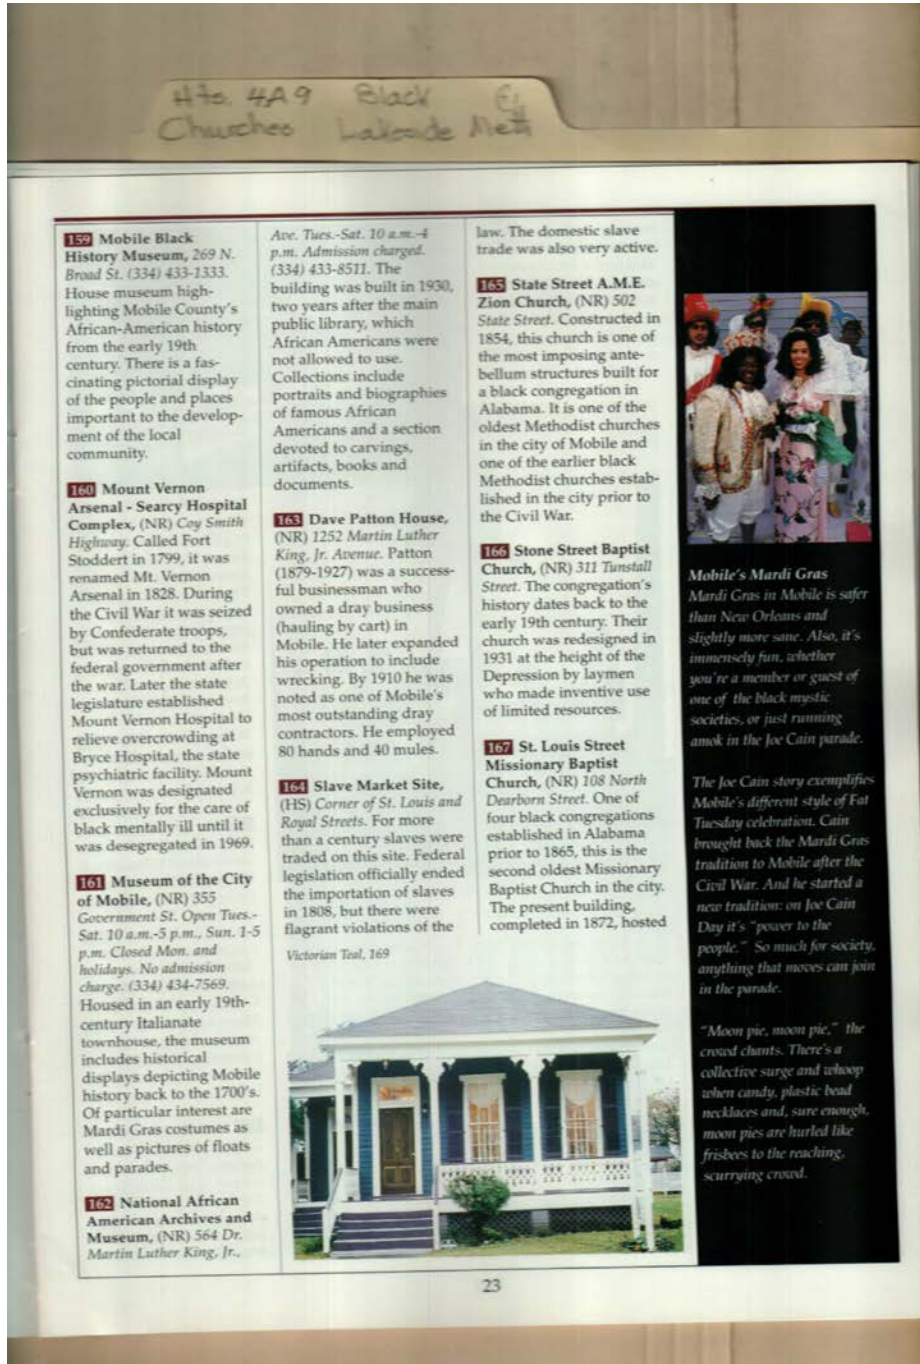 Hts. 4A9 Black
Churches Lakeside Meth
159 Mobile Black
History Museum, 269 N.
Broad St. (334) 433-1333.
House museum high-
lighting Mobile County's
African-American history
from the early 19th
century. There is a fas-
cinating pictorial display
of the people and places
important to the develop-
ment of the local
community.
160 Mount Vernon
Arsenal - Searcy Hospital
Complex, (NR) Coy Smith
Highway. Called Fort
Stoddert in 1799, it was
renamed Mt. Vernon
Arsenal in 1828. During
the Civil War it was seized
by Confederate troops,
but was returned to the
federal government after
the war. Later the state
legislature established
Mount Vernon Hospital to
relieve overcrowding at
Bryce Hospital, the state
psychiatric facility. Mount
Vernon was designated
exclusively for the care of
black mentally ill until it
was desegregated in 1969.
161 Museum of the City
of Mobile, (NR) 355
Government St. Open Tues.-
Sat. 10 a.m.-5 p.m., Sun. 1-5
p.m. Closed Mon. and
holidays. No admission
charge. (334) 434-7569.
Housed in an early 19th-
century Italianate
townhouse, the museum
includes historical
displays depicting Mobile
history back to the 1700's.
Of particular interest are
Mardi Gras costumes as
well as pictures of floats
and parades.
162 National African
American Archives and
Museum, (NR) 564 Dr.
Martin Luther King, Jr.,
Ave. Tues.-Sat. 10 a.m.-4
p.m. Admission charged.
(334) 433-8511. The
building was built in 1930,
two years after the main
public library, which
African Americans were
not allowed to use.
Collections include
portraits and biographies
of famous African
Americans and a section
devoted to carvings,
artifacts, books and
documents.
163 Dave Patton House,
(NR) 1252 Martin Luther
King, Jr. Avenue. Patton
(1879-1927) was a success-
ful businessman who
owned a dray business
(hauling by cart) in
Mobile. He later expanded
his operation to include
wrecking. By 1910 he was
noted as one of Mobile's
most outstanding dray
contractors. He employed
80 hands and 40 mules.
164 Slave Market Site,
(HS) Corner of St. Louis and
Royal Streets. For more
than a century slaves were
traded on this site. Federal
legislation officially ended
the importation of slaves
in 1808, but there were
flagrant violations of the
Victorian Teal, 169
law. The domestic slave
trade was also very active.
165 State Street A.M.E.
Zion Church, (NR) 502
State Street. Constructed in
1854, this church is one of
the most imposing ante-
bellum structures built for
a black congregation in
Alabama. It is one of the
oldest Methodist churches
in the city of Mobile and
one of the earlier black
Methodist churches estab-
lished in the city prior to
the Civil War.
166 Stone Street Baptist
Church, (NR) 311 Tunstall
Street. The congregation's
history dates back to the
early 19th century. Their
church was redesigned in
1931 at the height of the
Depression by laymen
who made inventive use
of limited resources.
167 St. Louis Street
Missionary Baptist
Church, (NR) 108 North
Dearborn Street. One of
four black congregations
established in Alabama
prior to 1865, this is the
second oldest Missionary
Baptist Church in the city.
The present building,
completed in 1872, hosted
Mobile's Mardi Gras
Mardi Gras in Mobile is safer
than New Orleans and
slightly more sane. Also, it's
immensely fun, whether
you're a member or guest of
one of the black mystic
societies, or just running
amok in the Joe Cain parade.
The Joe Cain story exemplifies
Mobile's different style of Fat
Tuesday celebration. Cain
brought back the Mardi Gras
tradition to Mobile after the
Civil War. And he started a
new tradition: on Joe Cain
Day it's "power to the
people." So much for society,
anything that moves can join
in the parade.
"Moon pie, moon pie," the
crowd chants. There's a
collective surge and whoop
when candy, plastic bead
necklaces and, sure enough,
moon pies are hurled like
frisbees to the reaching,
scurrying crowd.
23